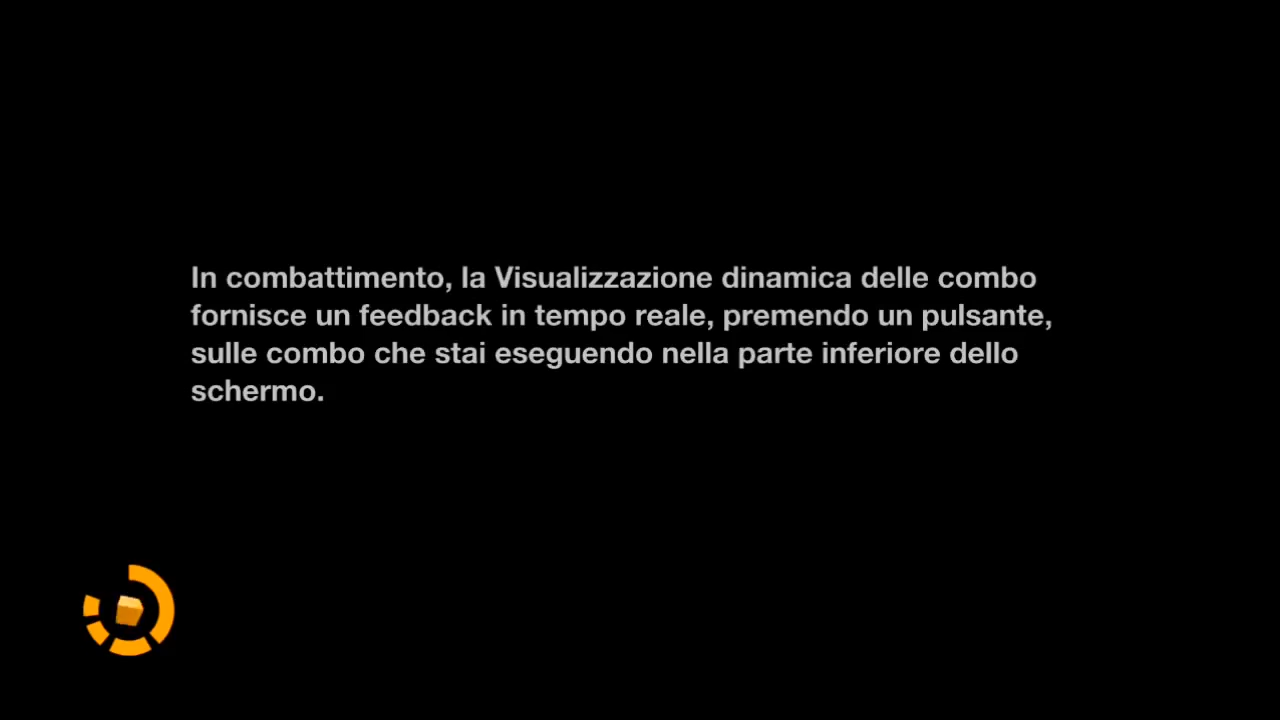 In combattimento, la Visualizzazione dinamica delle combo
fornisce un feedback in tempo reale, premendo un pulsante,
sulle combo che stai eseguendo nella parte inferiore dello
schermo.